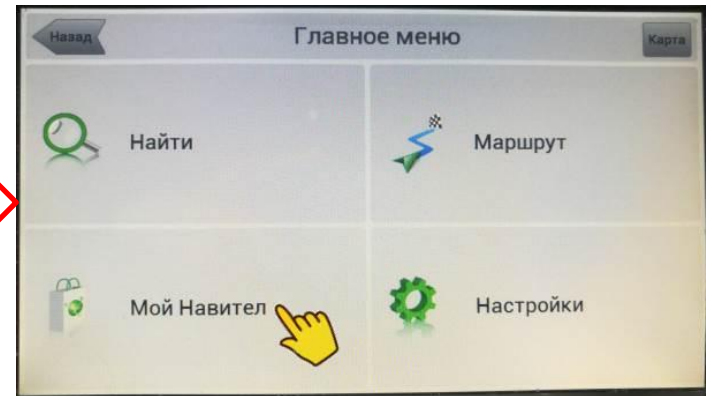 Назад
Главное меню
Карта
Найти
Маршрут
Мой Навител
Настройки